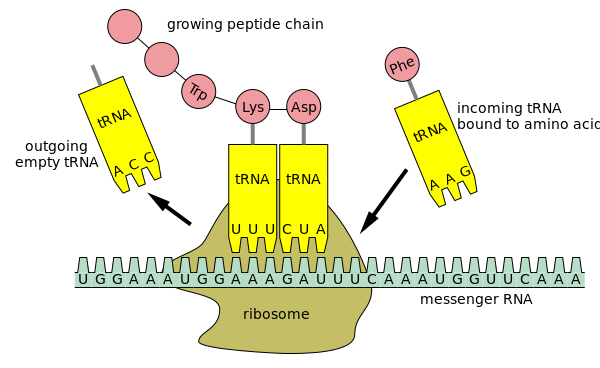 growing peptide chain
Trp
Lys
Asp
Phe
tRNA
A C C
outgoing
empty tRNA
tRNA
U U U
tRNA
C U A
tRNA
A A G
incoming tRNA
bound to amino acid
U G G A A A U G G A A A G A U U U C A A A U G G U U C A A A
ribosome
messenger RNA